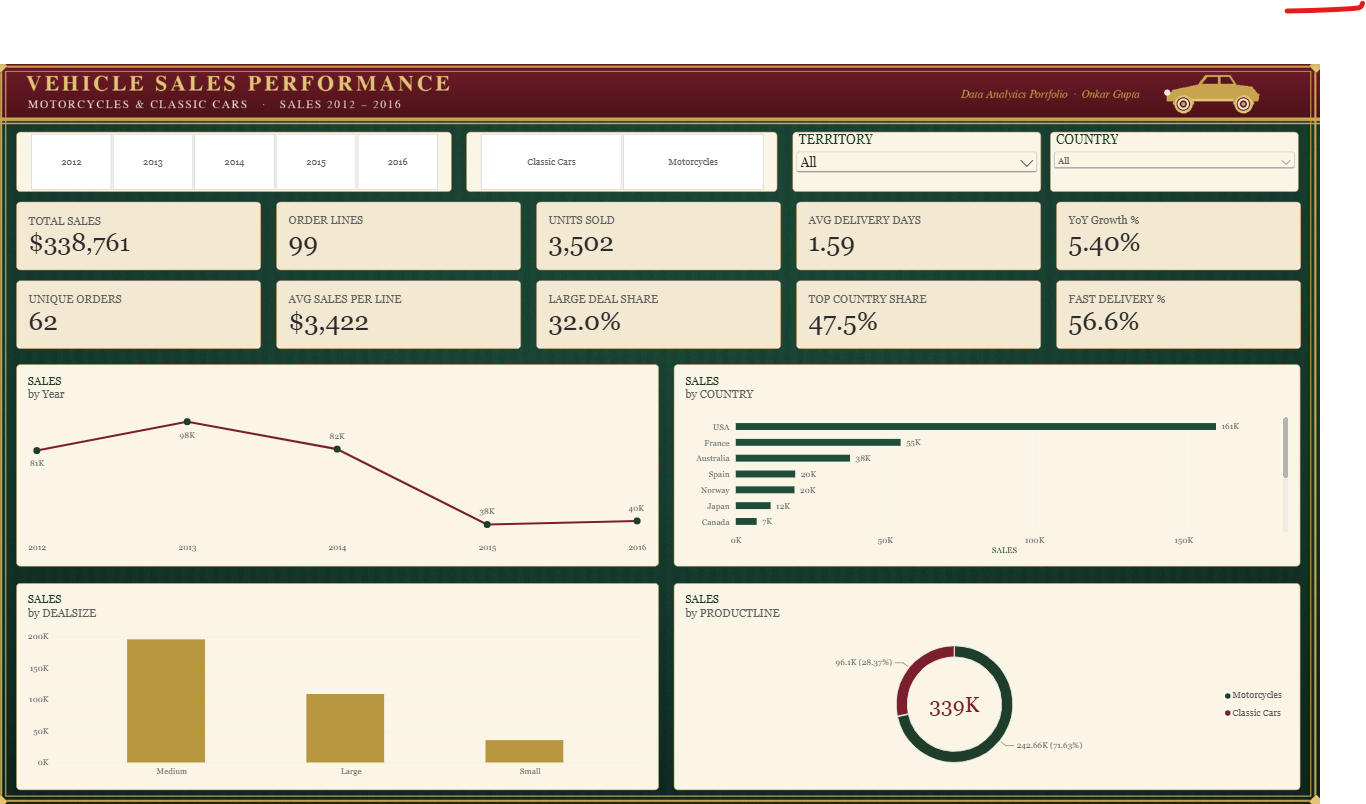 VEHICLE SALES PERFORMANCE
MOTORCYCLES & CLASSIC CARS · SALES 2012 – 2016
Data Analytics Portfolio · Onkar Gupta
2012 2013 2014 2015 2016
Classic Cars Motorcycles
TERRITORY
All
COUNTRY
All
TOTAL SALES
$338,761
ORDER LINES
99
UNITS SOLD
3,502
AVG DELIVERY DAYS
1.59
YoY Growth %
5.40%
UNIQUE ORDERS
62
AVG SALES PER LINE
$3,422
LARGE DEAL SHARE
32.0%
TOP COUNTRY SHARE
47.5%
FAST DELIVERY %
56.6%
SALES
by Year
81K
98K
82K
38K
40K
2012 2013 2014 2015 2016
SALES
by COUNTRY
USA 161K
France 55K
Australia 38K
Spain 20K
Norway 20K
Japan 12K
Canada 7K
0K 50K 100K 150K
SALES
SALES
by DEALSIZE
200K
150K
100K
50K
0K
Medium Large Small
SALES
by PRODUCTLINE
96.1K (28.37%)
339K
242.66K (71.63%)
Motorcycles
Classic Cars